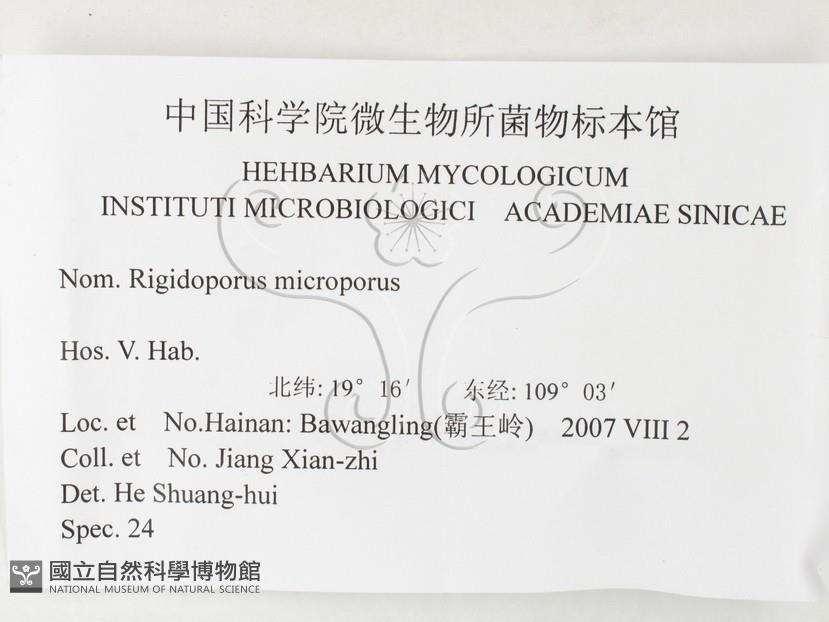 中国科学院微生物所菌物标本馆
HEHBARIUM MYCOLOGICUM
INSTITUTI MICROBIOLOGICI ACADEMIAE SINICAE
Nom. Rigidoporus microporus
Hos. V. Hab.
北纬: 19° 16′ 东经: 109° 03′
Loc. et No.Hainan: Bawangling(霸王岭) 2007 VIII 2
Coll. et No. Jiang Xian-zhi
Det. He Shuang-hui
Spec. 24
國立自然科學博物館
NATIONAL MUSEUM OF NATURAL SCIENCE